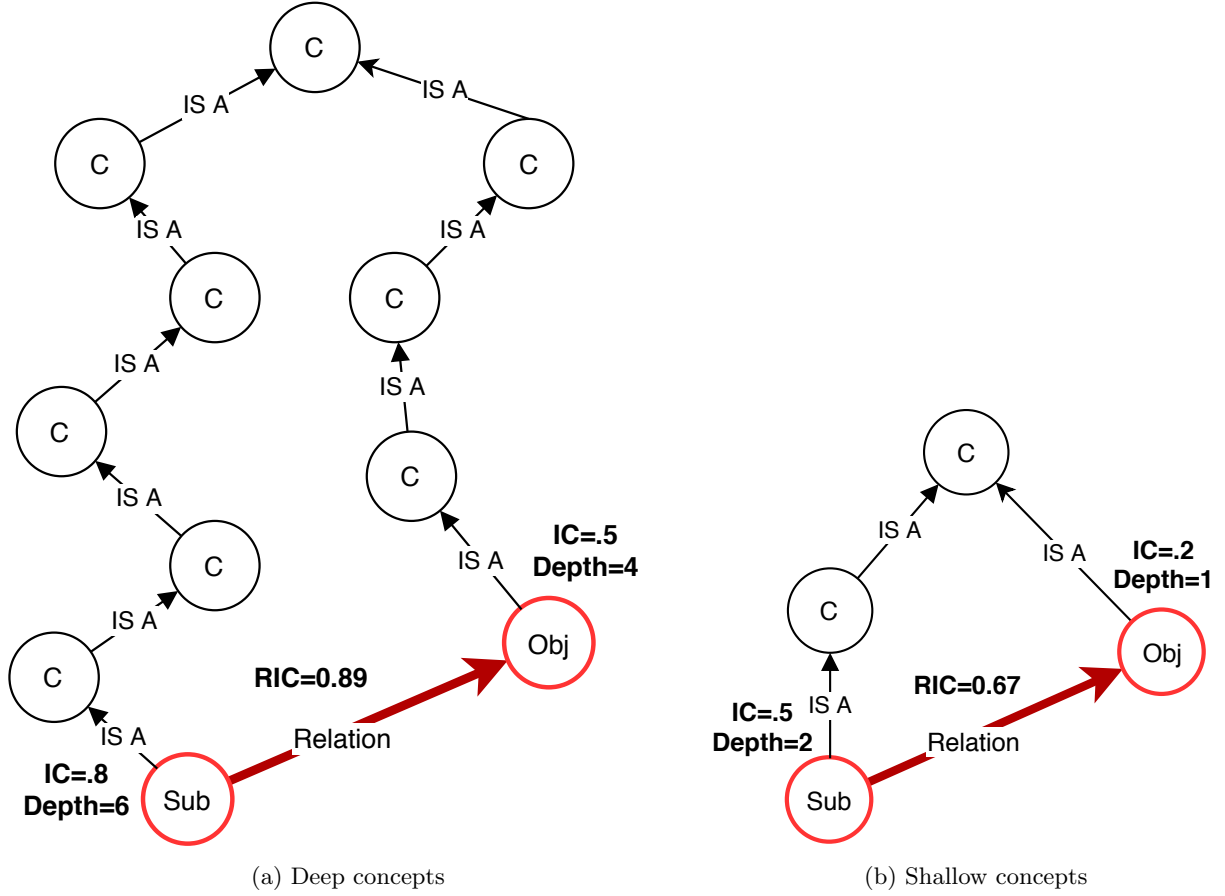 C
IS A
IS A
C
C
IS A
IS A
C
C
IS A
IS A
C
C
IS A
IC=.5
Depth=4
IS A
C
IS A
Obj
C
RIC=0.89
IS A
Relation
IC=.8
Depth=6
Sub
(a) Deep concepts
C
IS A
IS A
IC=.2
Depth=1
C
Obj
RIC=0.67
IC=.5
Depth=2
IS A
Relation
Sub
(b) Shallow concepts